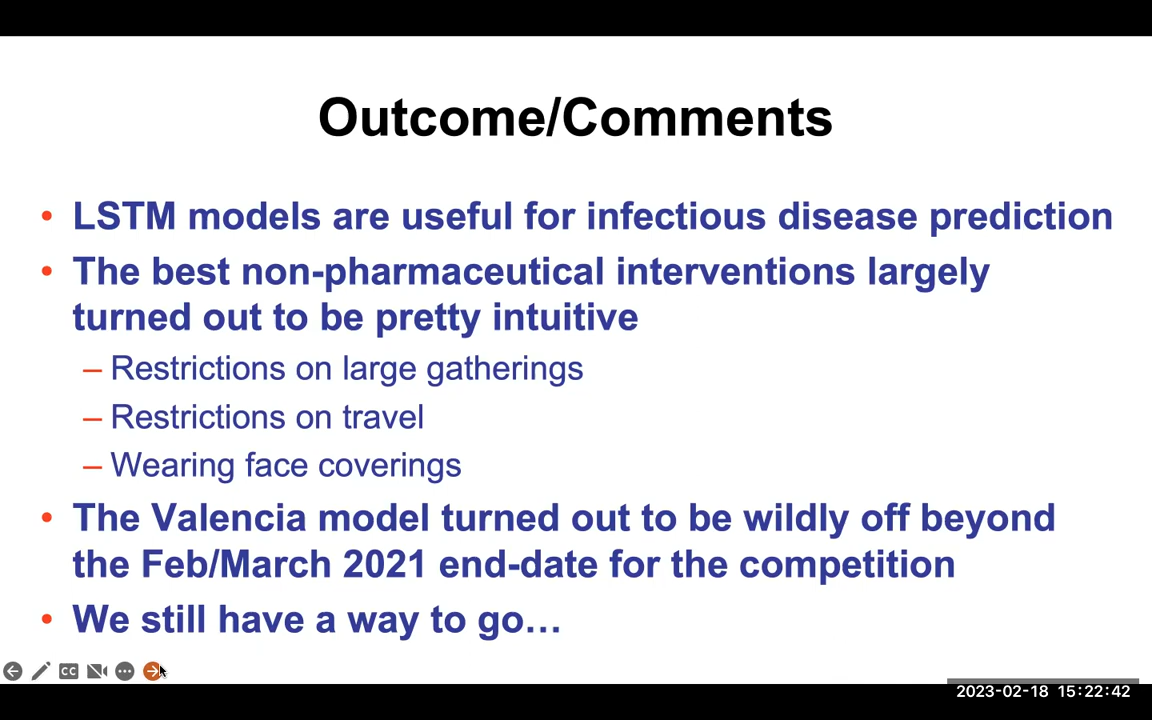 Outcome/Comments
• LSTM models are useful for infectious disease prediction
• The best non-pharmaceutical interventions largely
turned out to be pretty intuitive
– Restrictions on large gatherings
– Restrictions on travel
– Wearing face coverings
• The Valencia model turned out to be wildly off beyond
the Feb/March 2021 end-date for the competition
• We still have a way to go…
CC
2023-02-18 15:22:42